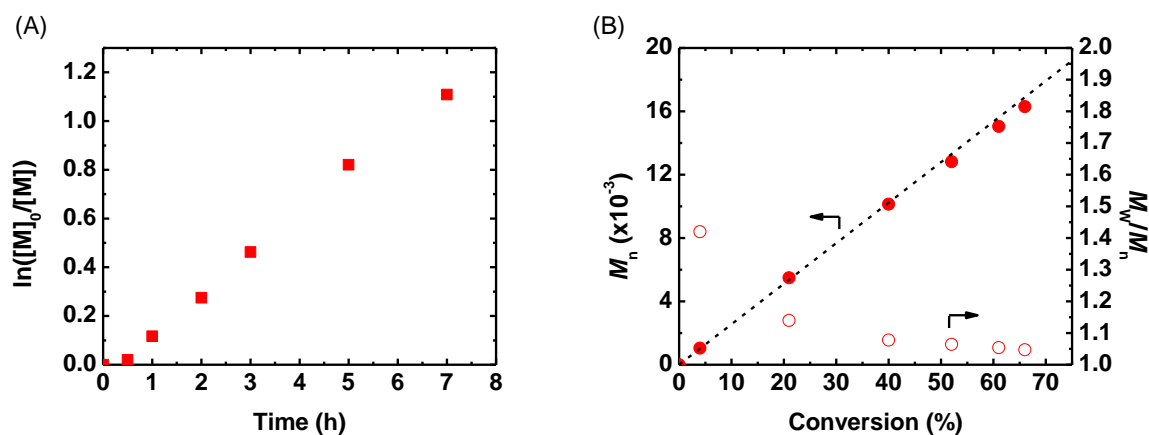 (A)
ln([M]0/[M])
1.2
1.0
0.8
0.6
0.4
0.2
0.0
0 1 2 3 4 5 6 7 8
Time (h)
(B)
Mn (x10-3)
20
16
12
8
4
0
0 10 20 30 40 50 60 70
Conversion (%)
2.0
1.9
1.8
1.7
1.6
1.5
1.4
1.3
1.2
1.1
1.0
Mw/Mn